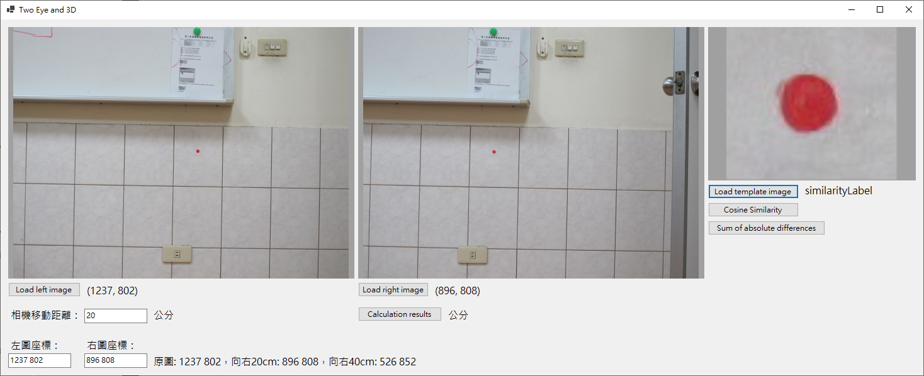 Two Eye and 3D
Load template image
similarityLabel
Cosine Similarity
Sum of absolute differences
Load left image
(1237, 802)
Load right image
(896, 808)
相機移動距離：
20
公分
Calculation results
公分
左圖座標：
右圖座標：
1237 802
896 808
原圖: 1237 802，向右20cm: 896 808，向右40cm: 526 852